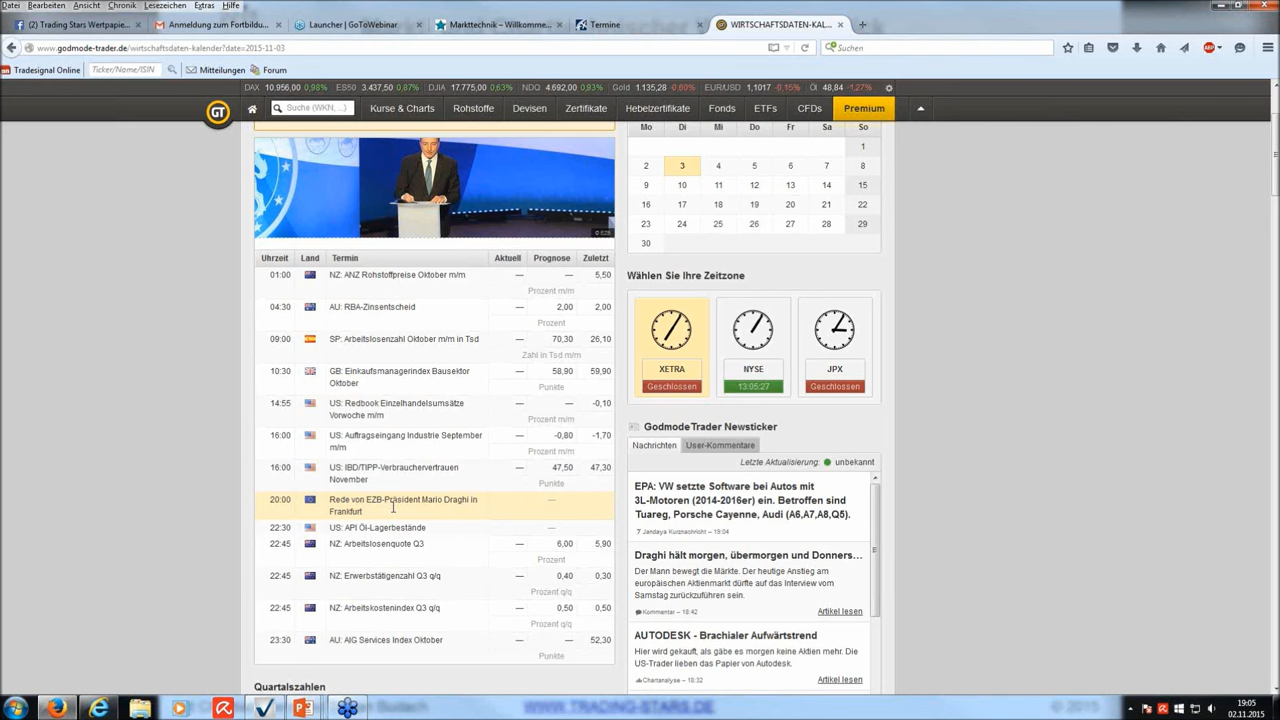 Datei Bearbeiten Lesezeichen Extras Hilfe
(2) Trading Stars Wertpapie...
Anmeldung zum Fortbildu...
Launcher | GoToWebinar
Markttechnik – Willkomme...
Termine
WIRTSCHAFTSDATEN-KAL...
www.godmode-trader.de/wirtschaftsdaten-kalender?date=2015-11-03
Suchen
Tradesignal Online
Ticker/Name/ISIN
Mitteilungen
Forum
DAX 10.956,00 0,98% ES50 3.437,50 0,87% DJIA 17.775,00 0,63% NDQ 4.692,00 0,93% Gold 1.135,28 -0,60% EUR/USD 1,1017 -0,15% Öl 48,84 -1,27%
GT
Suche (WKN, ...)
Kurse & Charts Rohstoffe Devisen Zertifikate Hebelzertifikate Fonds ETFs CFDs Premium
Mo Di Mi Do Fr Sa So
1
2 3 4 5 6 7 8
9 10 11 12 13 14 15
16 17 18 19 20 21 22
23 24 25 26 27 28 29
30
Uhrzeit Land Termin Aktuell Prognose Zuletzt
01:00 NZ: ANZ Rohstoffpreise Oktober m/m — — 5,50
Prozent m/m
04:30 AU: RBA-Zinsentscheid — 2,00 2,00
Prozent
09:00 SP: Arbeitslosenzahl Oktober m/m in Tsd — 70,30 26,10
Zahl in Tsd m/m
10:30 GB: Einkaufsmanagerindex Bausektor — 58,90 59,90
Oktober
Punkte
14:55 US: Redbook Einzelhandelsumsätze — — -0,10
Vorwoche m/m
Prozent m/m
16:00 US: Auftragseingang Industrie September — -0,80 -1,70
m/m
Prozent m/m
16:00 US: IBD/TIPP-Verbrauchervertrauen — 47,50 47,30
November
Punkte
20:00 Rede von EZB-Präsident Mario Draghi in —
Frankfurt
22:30 US: API Öl-Lagerbestände —
22:45 NZ: Arbeitslosenquote Q3 — 6,00 5,90
Prozent
22:45 NZ: Erwerbstätigenzahl Q3 q/q — 0,40 0,30
Prozent q/q
22:45 NZ: Arbeitskostenindex Q3 q/q — 0,50 0,50
Prozent q/q
23:30 AU: AIG Services Index Oktober — — 52,30
Punkte
Quartalszahlen
Wählen Sie Ihre Zeitzone
XETRA NYSE JPX
Geschlossen 13:05:27 Geschlossen
GodmodeTrader Newsticker
Nachrichten User-Kommentare
Letzte Aktualisierung: unbekannt
EPA: VW setzte Software bei Autos mit
3L-Motoren (2014-2016er) ein. Betroffen sind
Tuareg, Porsche Cayenne, Audi (A6,A7,A8,Q5).
Jandaya Kurznachricht – 19:04
Draghi hält morgen, übermorgen und Donners...
Der Mann bewegt die Märkte. Der heutige Anstieg am
europäischen Aktienmarkt dürfte auf das Interview vom
Samstag zurückzuführen sein.
Kommentar – 18:42
Artikel lesen
AUTODESK - Brachialer Aufwärtstrend
Hier wird gekauft, als gäbe es morgen keine Aktien mehr. Die
US-Trader lieben das Papier von Autodesk.
Chartanalyse – 18:32
Artikel lesen
WWW.TRADING-STARS.DE
© 2015
19:05
02.11.2015